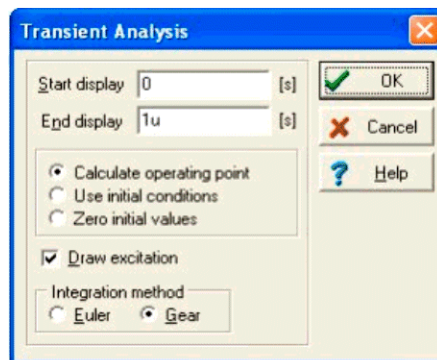 Transient Analysis
Start display 0 [s]
End display 1u [s]
Calculate operating point
Use initial conditions
Zero initial values
Draw excitation
Integration method
Euler Gear
OK
Cancel
Help